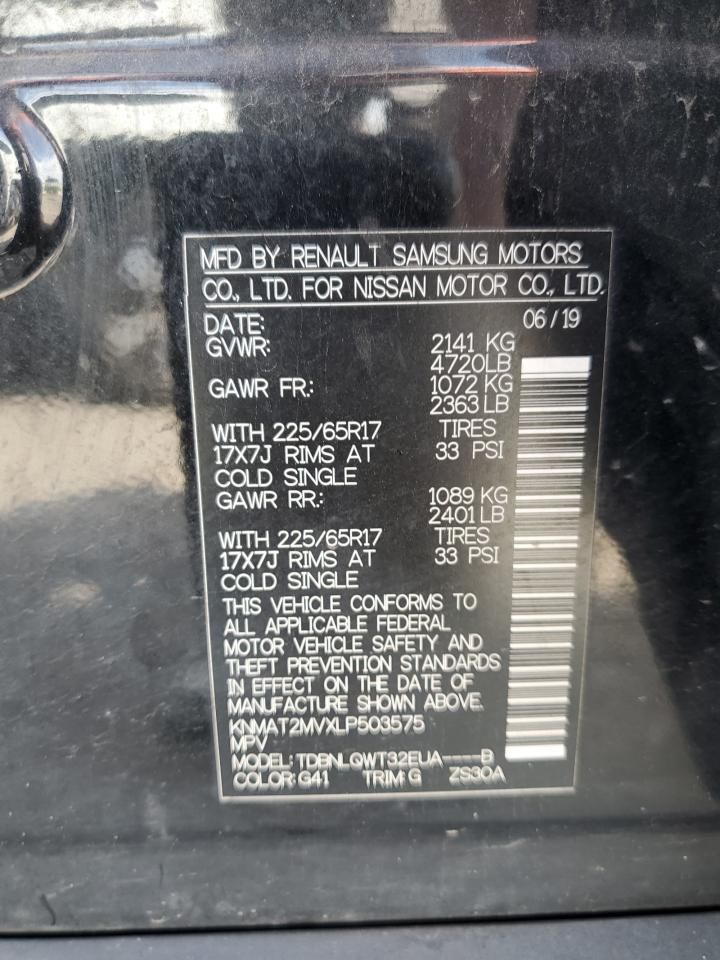 MFD BY RENAULT SAMSUNG MOTORS
CO., LTD. FOR NISSAN MOTOR CO., LTD.
DATE: 06/19
GVWR: 2141 KG
4720LB
GAWR FR.: 1072 KG
2363 LB
WITH 225/65R17 TIRES
17X7J RIMS AT 33 PSI
COLD SINGLE
GAWR RR.: 1089 KG
2401 LB
WITH 225/65R17 TIRES
17X7J RIMS AT 33 PSI
COLD SINGLE
THIS VEHICLE CONFORMS TO
ALL APPLICABLE FEDERAL
MOTOR VEHICLE SAFETY AND
THEFT PREVENTION STANDARDS
IN EFFECT ON THE DATE OF
MANUFACTURE SHOWN ABOVE.
KNMAT2MVXLP503575
MPV
MODEL: TDBNLQWT32EUA----B
COLOR: G41 TRIM: G ZS30A